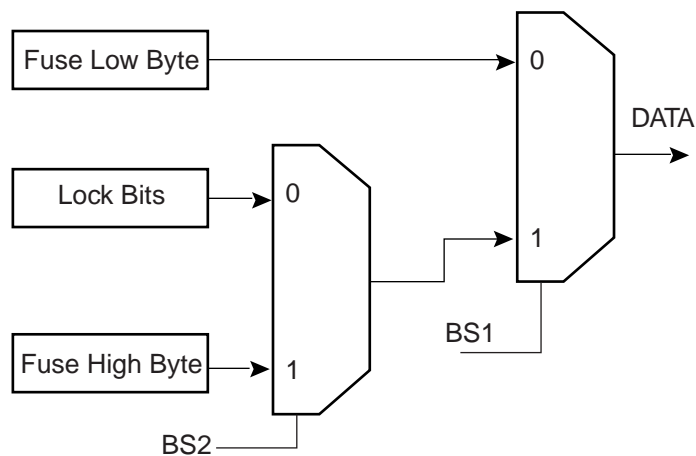 Fuse Low Byte
0
DATA
Lock Bits
0
1
BS1
Fuse High Byte
1
BS2